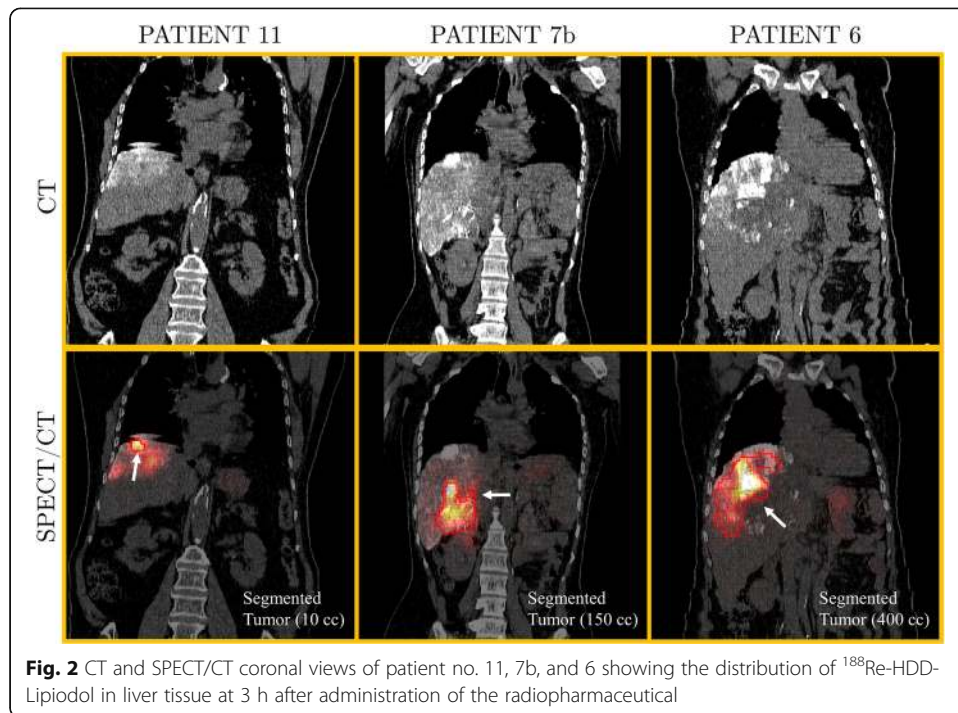 PATIENT 11 PATIENT 7b PATIENT 6
CT
SPECT/CT
Segmented
Tumor (10 cc)
Segmented
Tumor (150 cc)
Segmented
Tumor (400 cc)
Fig. 2 CT and SPECT/CT coronal views of patient no. 11, 7b, and 6 showing the distribution of ¹⁸⁸Re-HDD-
Lipiodol in liver tissue at 3 h after administration of the radiopharmaceutical